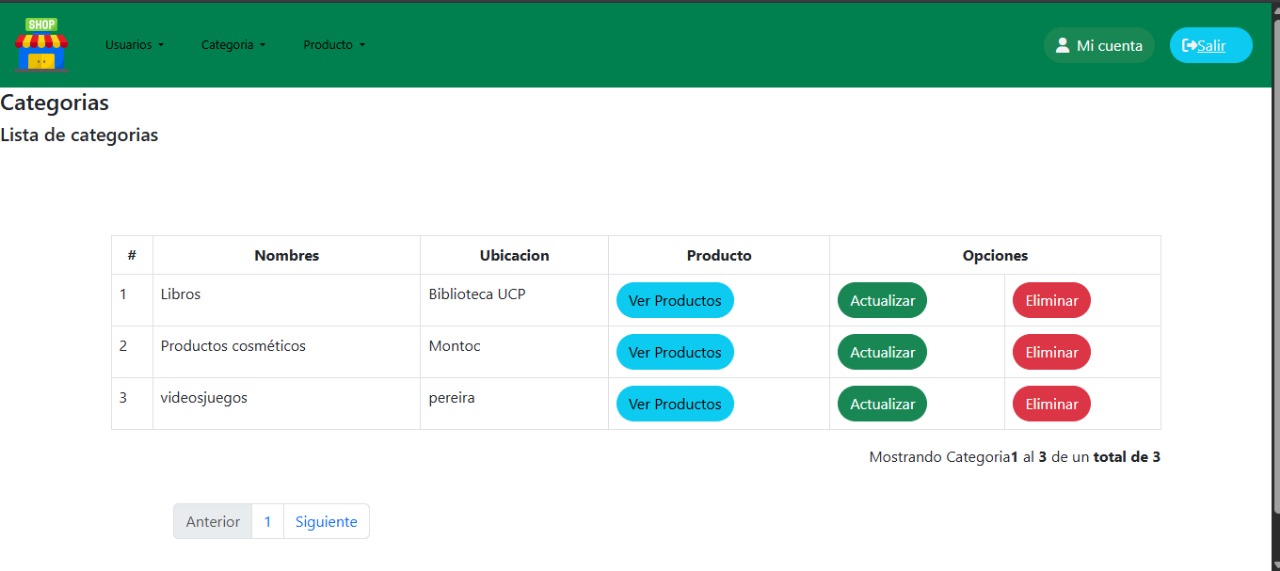 SHOP
Usuarios Categoria Producto Mi cuenta Salir
Categorias
Lista de categorias
# Nombres Ubicacion Producto Opciones
1 Libros Biblioteca UCP Ver Productos Actualizar Eliminar
2 Productos cosméticos Montoc Ver Productos Actualizar Eliminar
3 videosjuegos pereira Ver Productos Actualizar Eliminar
Mostrando Categoria1 al 3 de un total de 3
Anterior 1 Siguiente